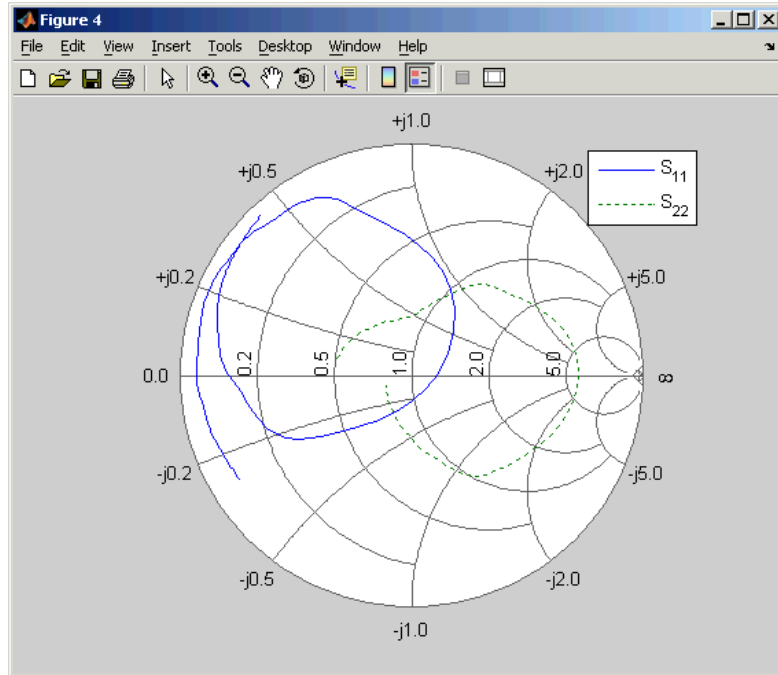 Figure 4
File Edit View Insert Tools Desktop Window Help
+j1.0
+j0.5
+j2.0
S11
S22
+j0.2
+j5.0
0.0
0.2
0.5
1.0
2.0
5.0
∞
-j0.2
-j5.0
-j0.5
-j2.0
-j1.0